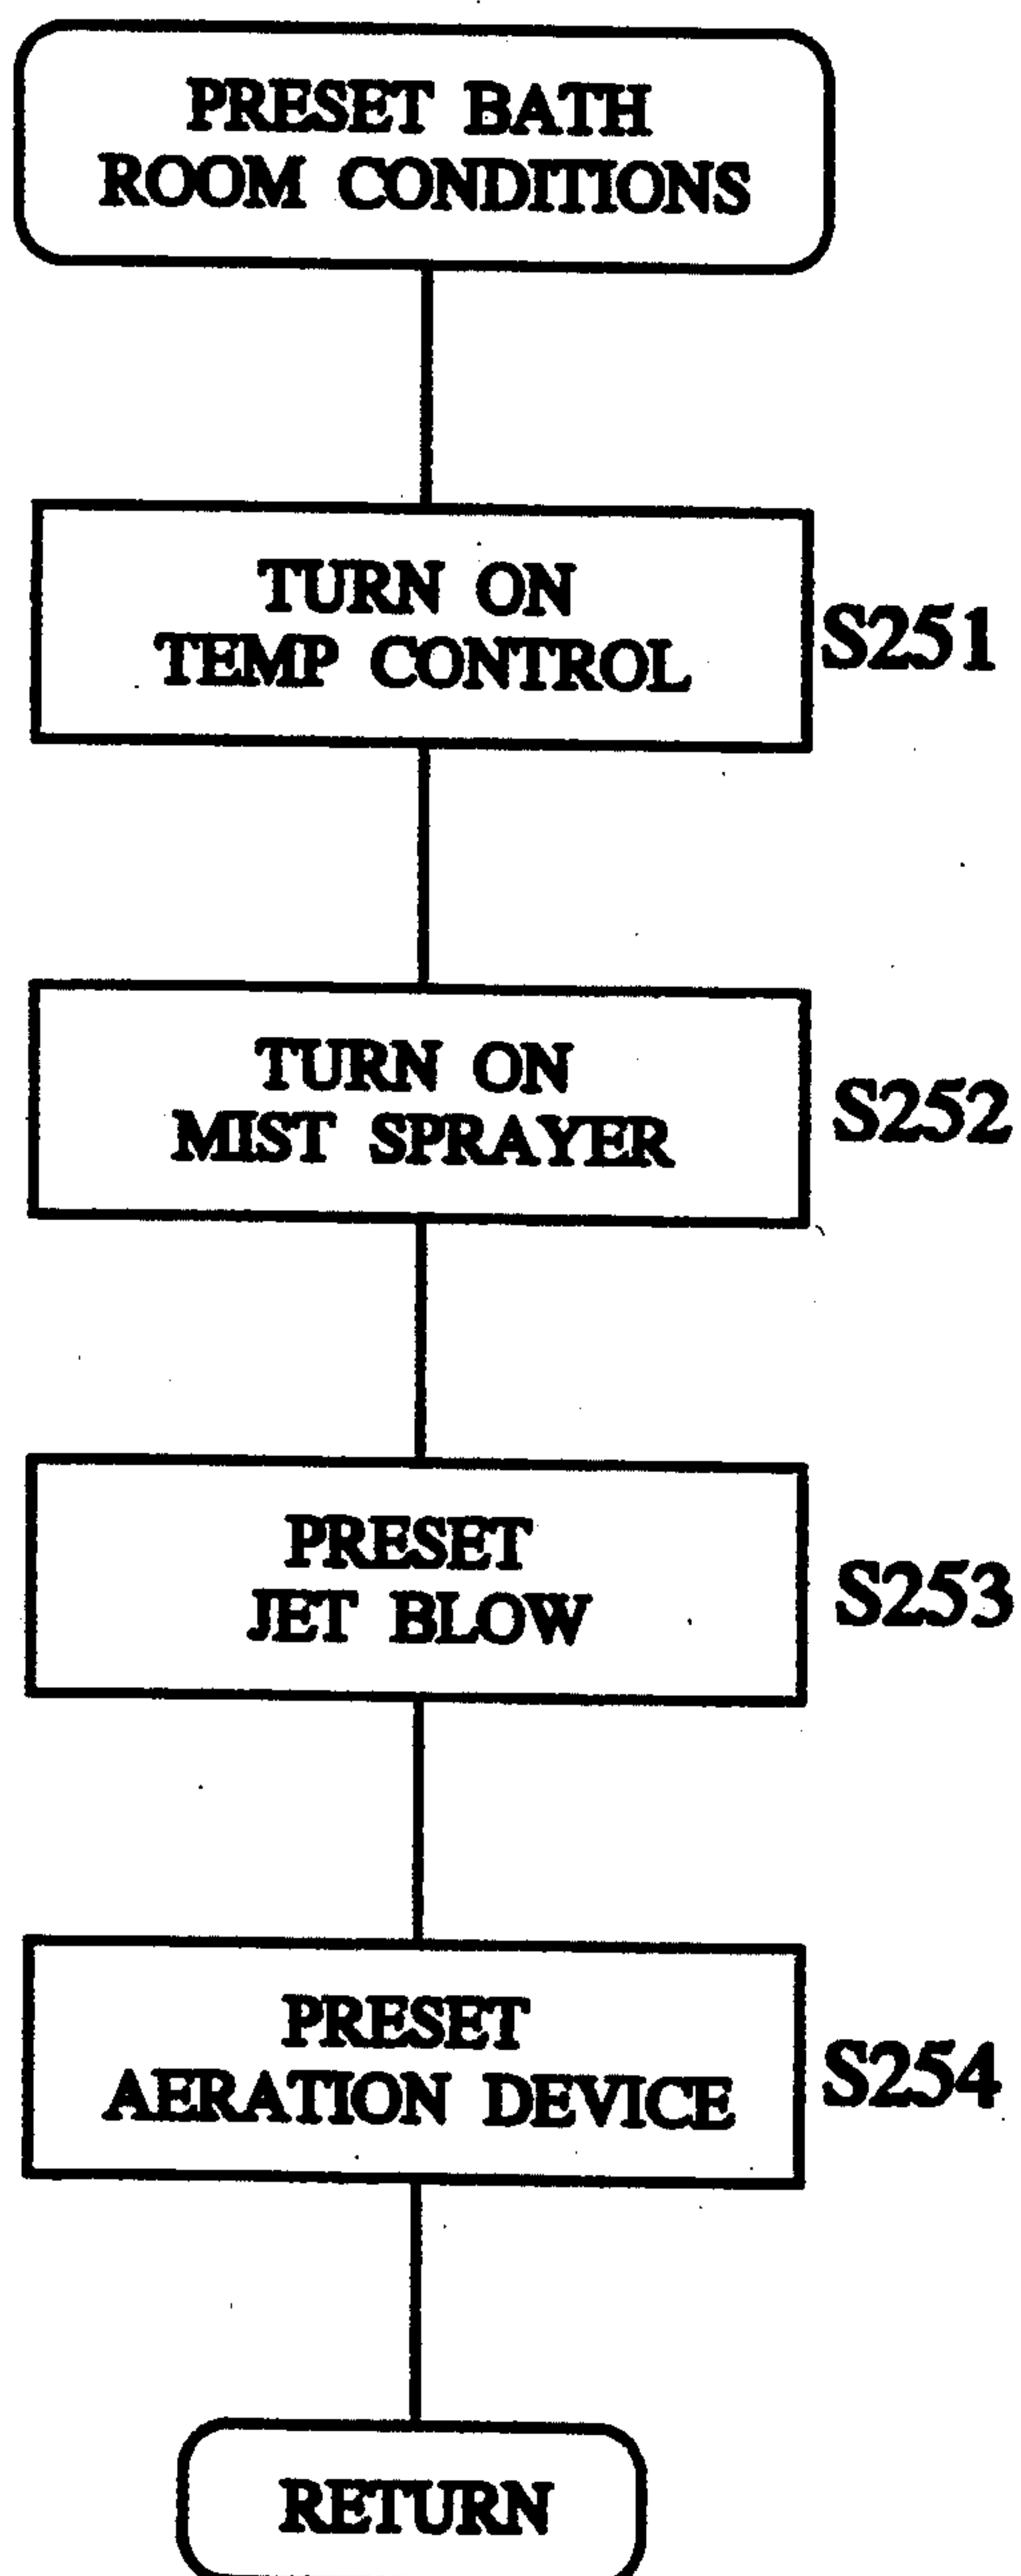 PRESET BATH
ROOM CONDITIONS
TURN ON
TEMP CONTROL
S251
TURN ON
MIST SPRAYER
S252
PRESET
JET BLOW
S253
PRESET
AERATION DEVICE
S254
RETURN